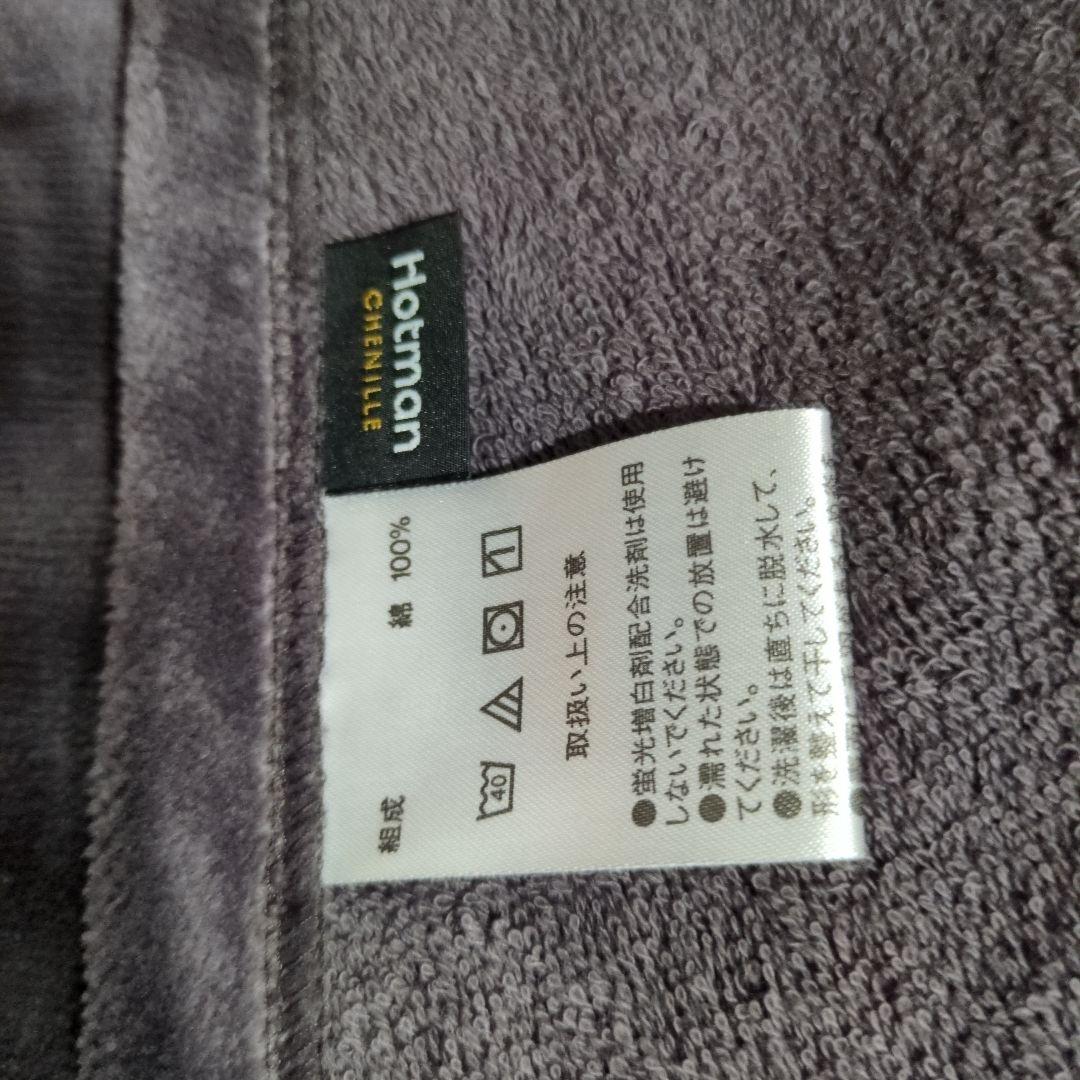 Hotman
CHENILLE
組成 綿 100%
40
取扱い上の注意
●蛍光増白剤配合洗剤は使用
しないでください。
●濡れた状態での放置は避け
てください。
●洗濯後は直ちに脱水して、
形を整えて干してください。